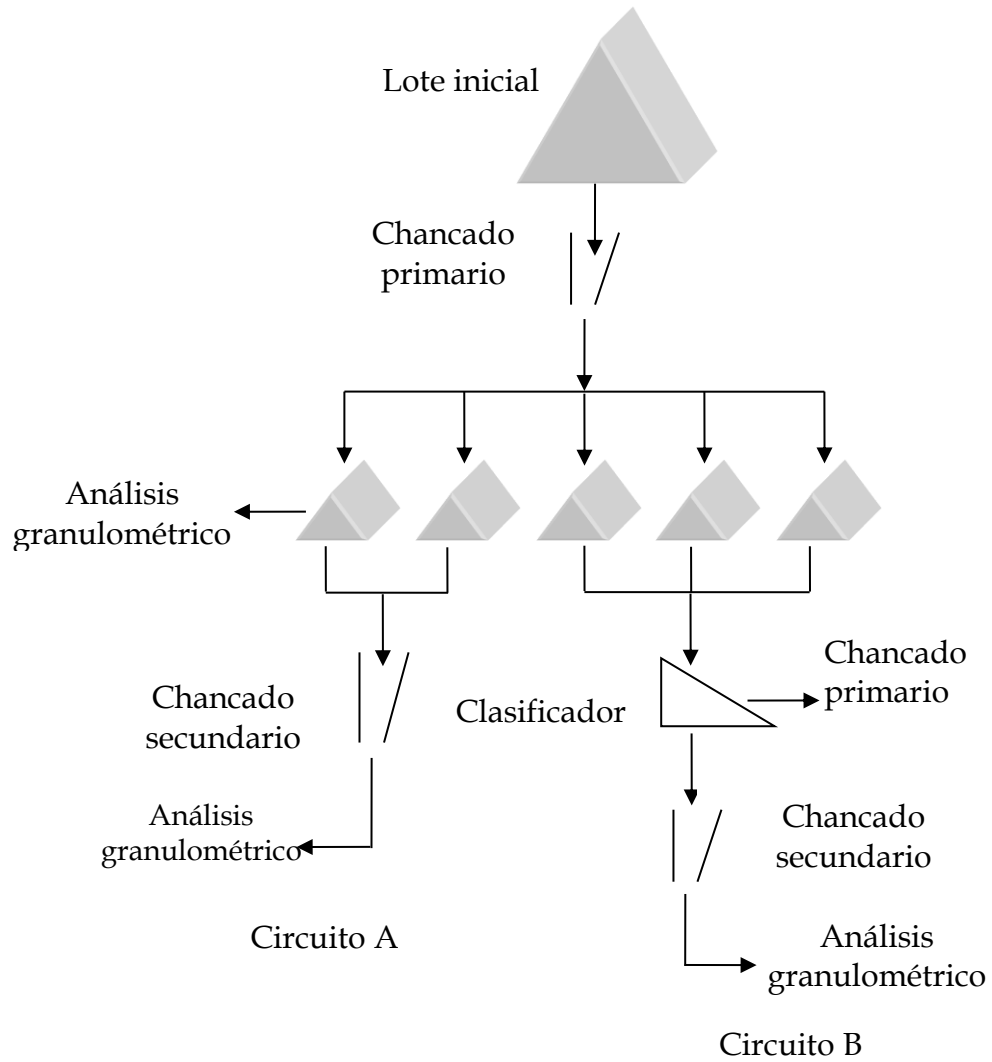 Lote inicial
Chancado
primario
Análisis
granulométrico
Chancado
primario
Clasificador
Chancado
secundario
Análisis
granulométrico
Chancado
secundario
Circuito A
Análisis
granulométrico
Circuito B